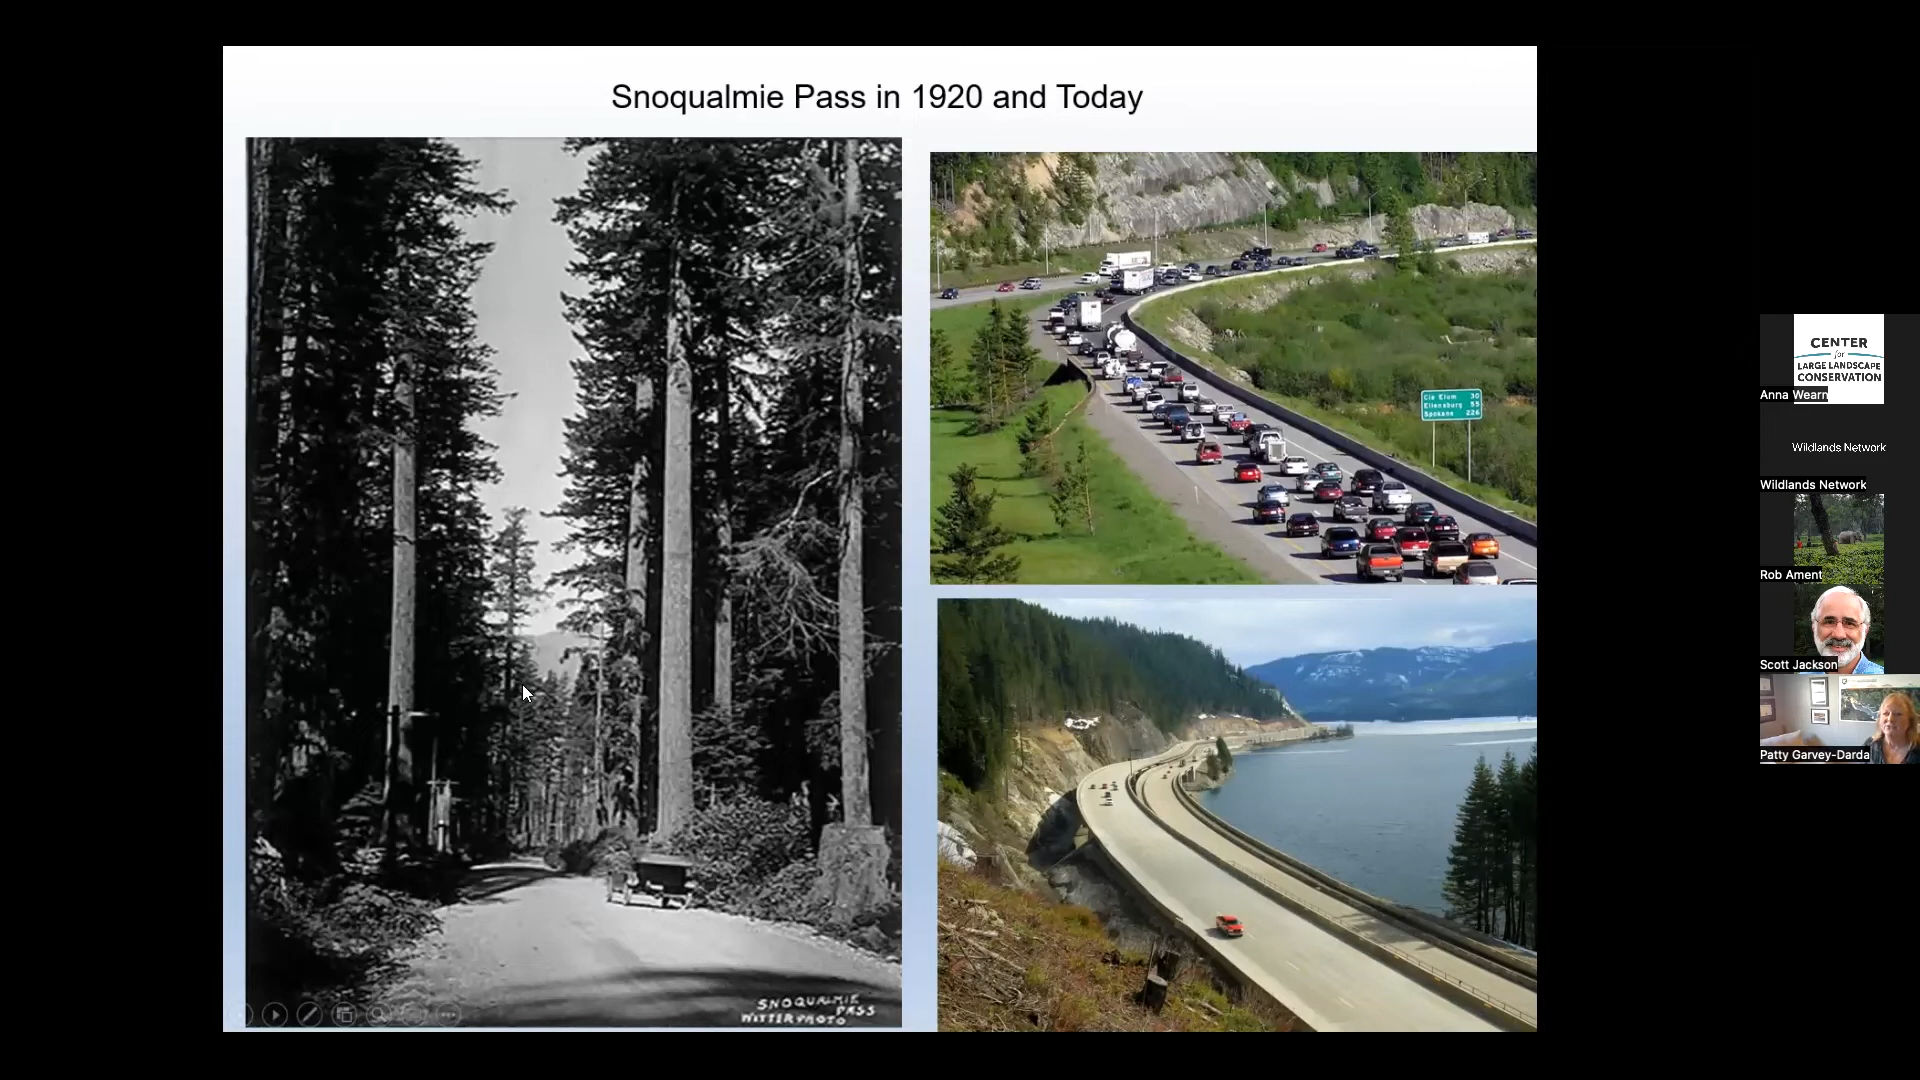 Snoqualmie Pass in 1920 and Today
Cle Elum 30
Ellensburg 55
Spokane 226
SNOQUALMIE
PASS
WITTER PHOTO
CENTER
for
LARGE LANDSCAPE
CONSERVATION
Anna Wearn
Wildlands Network
Wildlands Network
Rob Ament
Scott Jackson
Patty Garvey-Darda